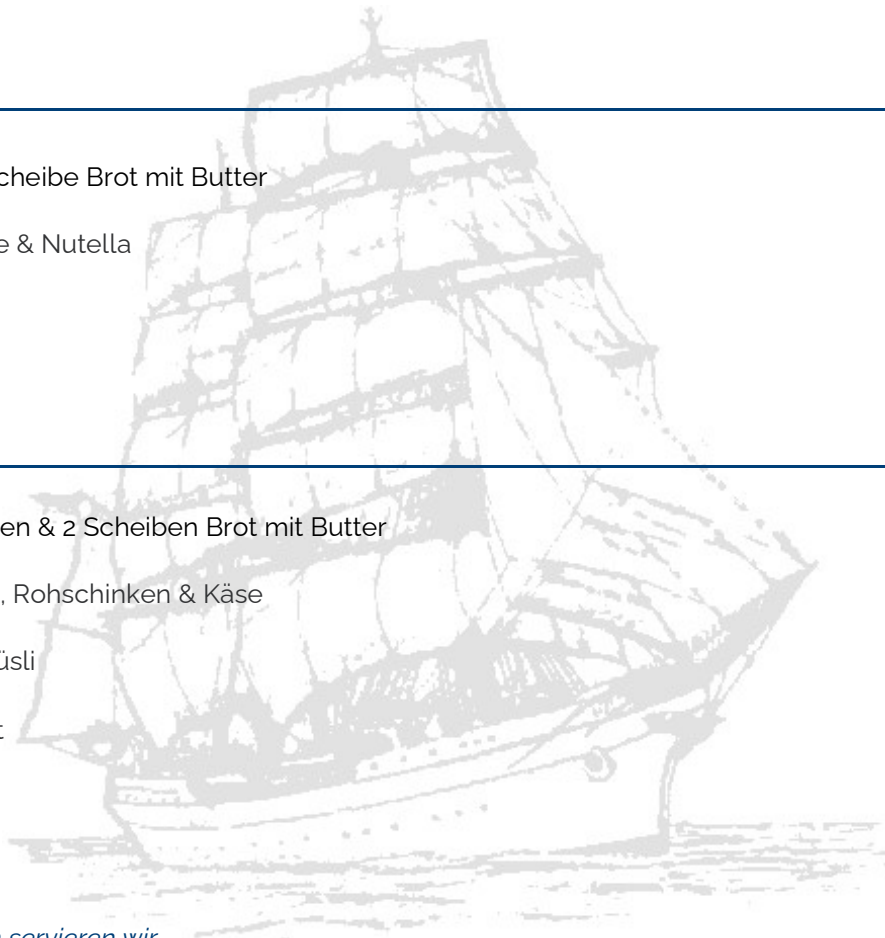 cheibe Brot mit Butter
e & Nutella
en & 2 Scheiben Brot mit Butter
, Rohschinken & Käse
üsli
t
servieren wir